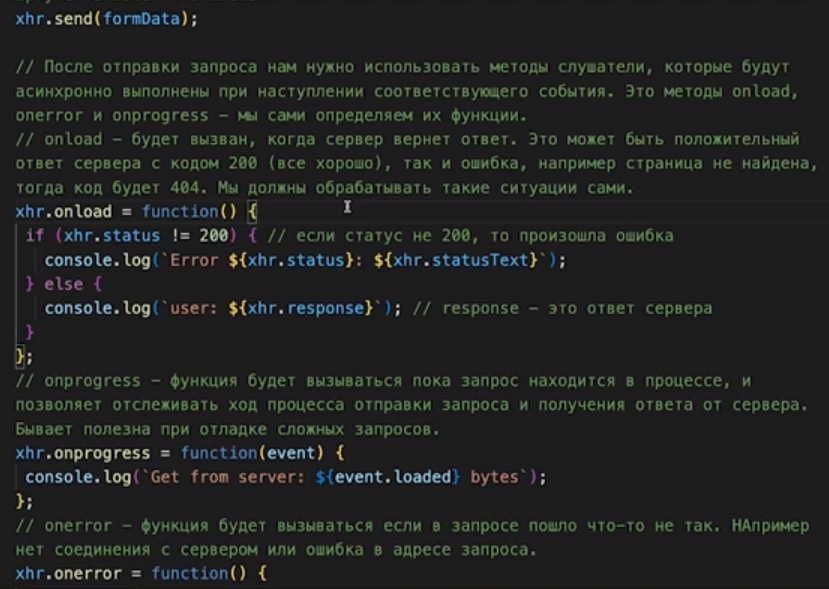 xhr.send(formData);
// После отправки запроса нам нужно использовать методы слушатели, которые будут
асинхронно выполнены при наступлении соответствующего события. Это методы onload,
onerror и onprogress – мы сами определяем их функции.
// onload – будет вызван, когда сервер вернет ответ. Это может быть положительный
ответ сервера с кодом 200 (все хорошо), так и ошибка, например страница не найдена,
тогда код будет 404. Мы должны обрабатывать такие ситуации сами.
xhr.onload = function() {
if (xhr.status != 200) { // если статус не 200, то произошла ошибка
console.log(`Error ${xhr.status}: ${xhr.statusText}`);
} else {
console.log(`user: ${xhr.response}`); // response – это ответ сервера
}
};
// onprogress – функция будет вызываться пока запрос находится в процессе, и
позволяет отслеживать ход процесса отправки запроса и получения ответа от сервера.
Бывает полезна при отладке сложных запросов.
xhr.onprogress = function(event) {
console.log(`Get from server: ${event.loaded} bytes`);
};
// onerror – функция будет вызываться если в запросе пошло что-то не так. НАпример
нет соединения с сервером или ошибка в адресе запроса.
xhr.onerror = function() {